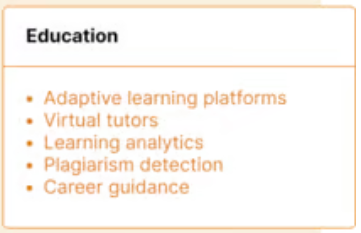 Education
• Adaptive learning platforms
• Virtual tutors
• Learning analytics
• Plagiarism detection
• Career guidance